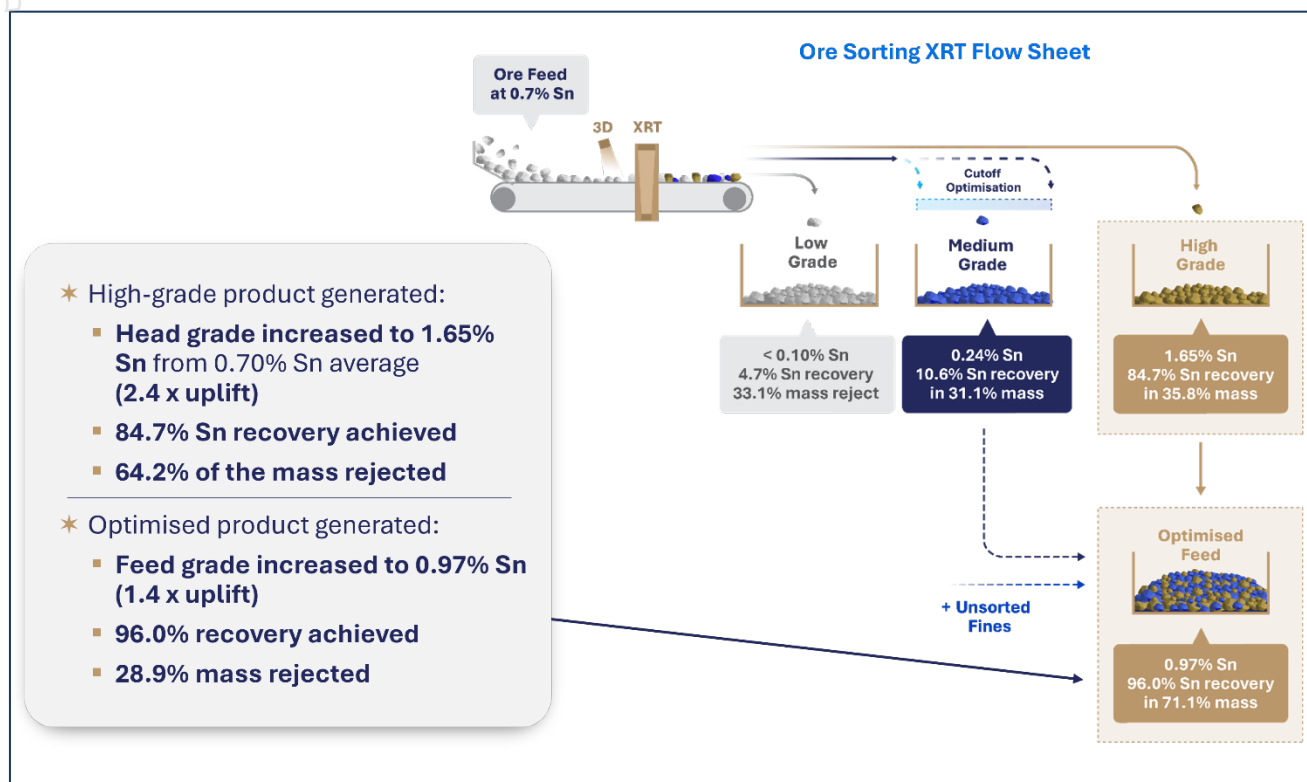 Ore Sorting XRT Flow Sheet
Ore Feed
at 0.7% Sn
3D
XRT
Cutoff
Optimisation
Low
Grade
Medium
Grade
High
Grade
< 0.10% Sn
4.7% Sn recovery
33.1% mass reject
0.24% Sn
10.6% Sn recovery
in 31.1% mass
1.65% Sn
84.7% Sn recovery
in 35.8% mass
High-grade product generated:
Head grade increased to 1.65%
Sn from 0.70% Sn average
(2.4 x uplift)
84.7% Sn recovery achieved
64.2% of the mass rejected
Optimised product generated:
Feed grade increased to 0.97% Sn
(1.4 x uplift)
96.0% recovery achieved
28.9% mass rejected
+ Unsorted
Fines
Optimised
Feed
0.97% Sn
96.0% Sn recovery
in 71.1% mass